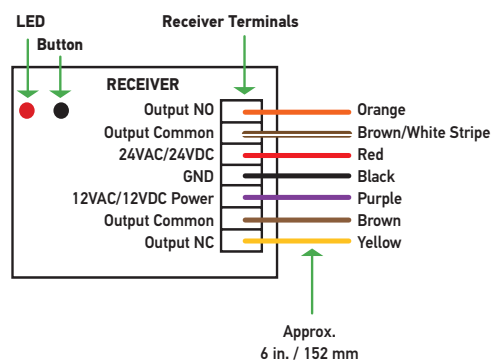 LED
Button
Receiver Terminals
RECEIVER
Output NO
Orange
Output Common
Brown/White Stripe
24VAC/24VDC
Red
GND
Black
12VAC/12VDC Power
Purple
Output Common
Brown
Output NC
Yellow
Approx.
6 in. / 152 mm